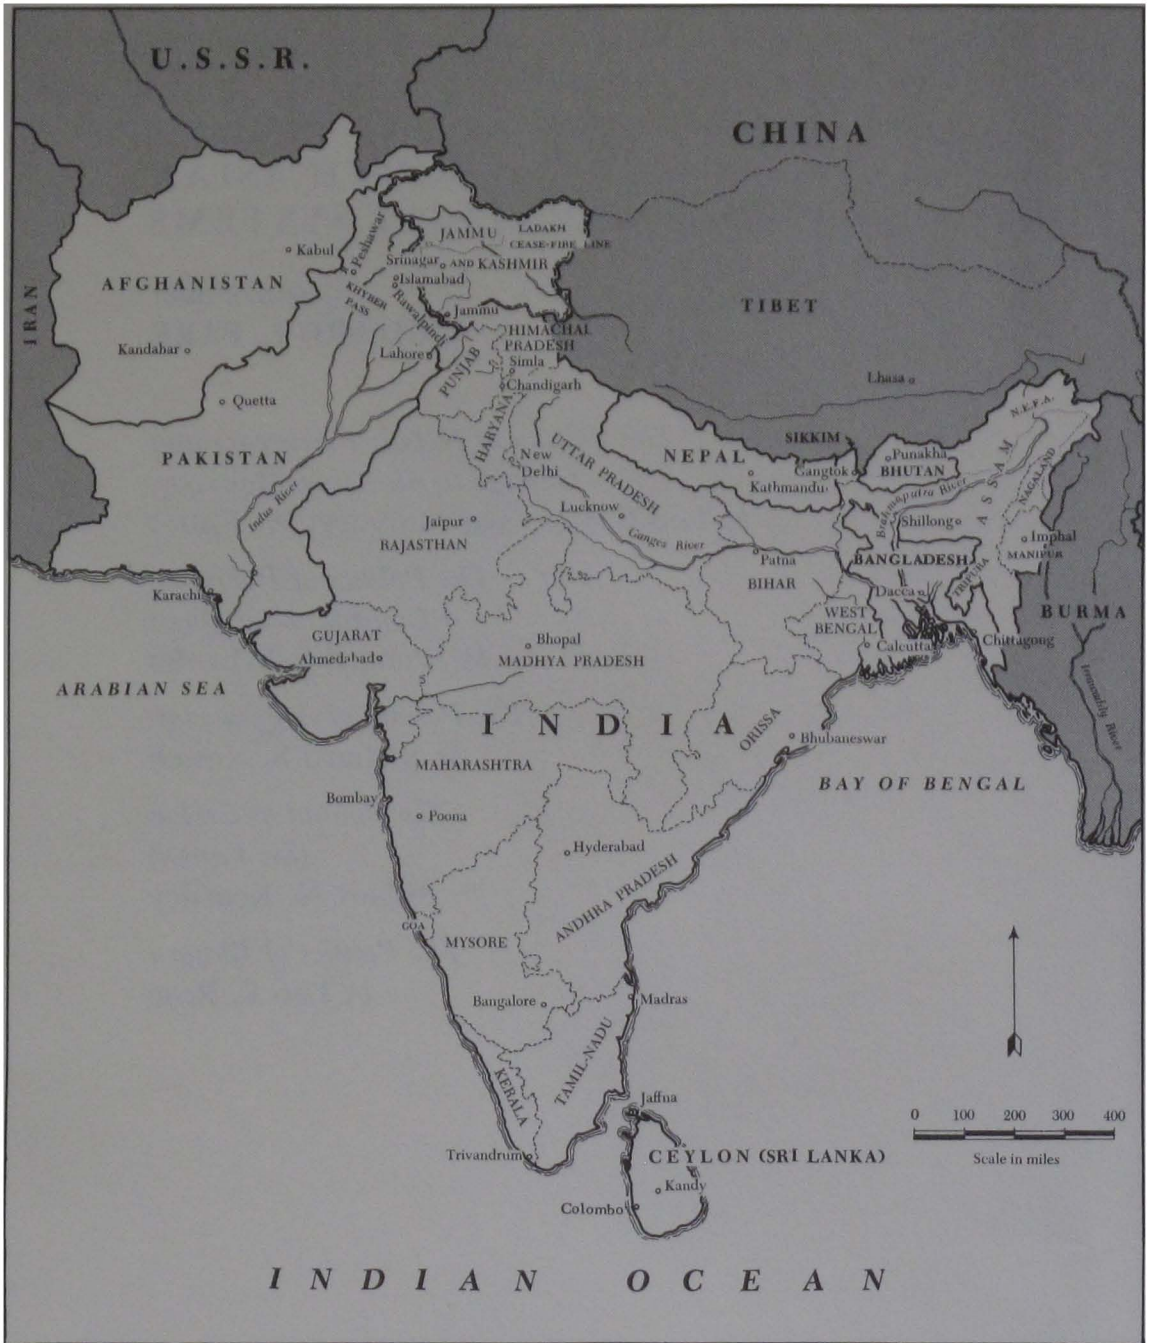 U.S.S.R.
CHINA
IRAN
AFGHANISTAN
Kabul
Peshawar
KHYBER
PASS
Kandahar
Quetta
PAKISTAN
Indus River
Karachi
JAMMU
AND KASHMIR
LADAKH
CEASE-FIRE LINE
Srinagar
Islamabad
Rawalpindi
Jammu
Lahore
PUNJAB
HIMACHAL
PRADESH
Simla
Chandigarh
HARYANA
New
Delhi
UTTAR PRADESH
Lucknow
Ganges River
TIBET
Lhasa
NEPAL
Kathmandu
SIKKIM
Gangtok
Punakha
BHUTAN
N.E.F.A.
ASSAM
NAGALAND
Brahmaputra River
Shillong
Imphal
MANIPUR
BANGLADESH
TRIPURA
Dacca
Chittagong
BURMA
Irrawaddy River
Jaipur
RAJASTHAN
Patna
BIHAR
WEST
BENGAL
Calcutta
GUJARAT
Ahmedabad
Bhopal
MADHYA PRADESH
ARABIAN SEA
INDIA
ORISSA
Bhubaneswar
BAY OF BENGAL
MAHARASHTRA
Bombay
Poona
Hyderabad
ANDHRA PRADESH
GOA
MYSORE
Bangalore
Madras
TAMIL-NADU
KERALA
Trivandrum
Jaffna
CEYLON (SRI LANKA)
Kandy
Colombo
0 100 200 300 400
Scale in miles
INDIAN OCEAN